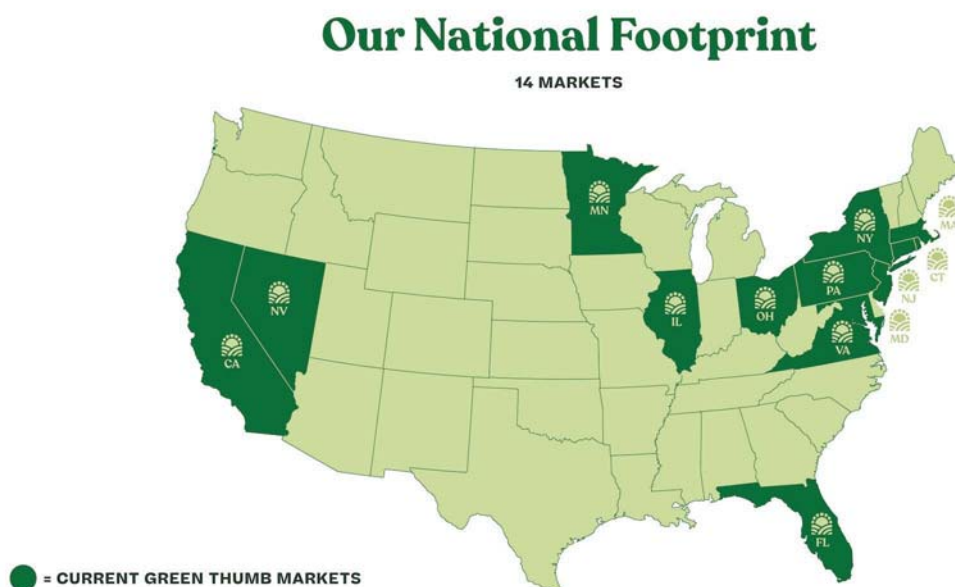 Our National Footprint
14 MARKETS
MN
NY
MA
CT
PA
NJ
NV
IL
OH
MD
VA
CA
FL
= CURRENT GREEN THUMB MARKETS